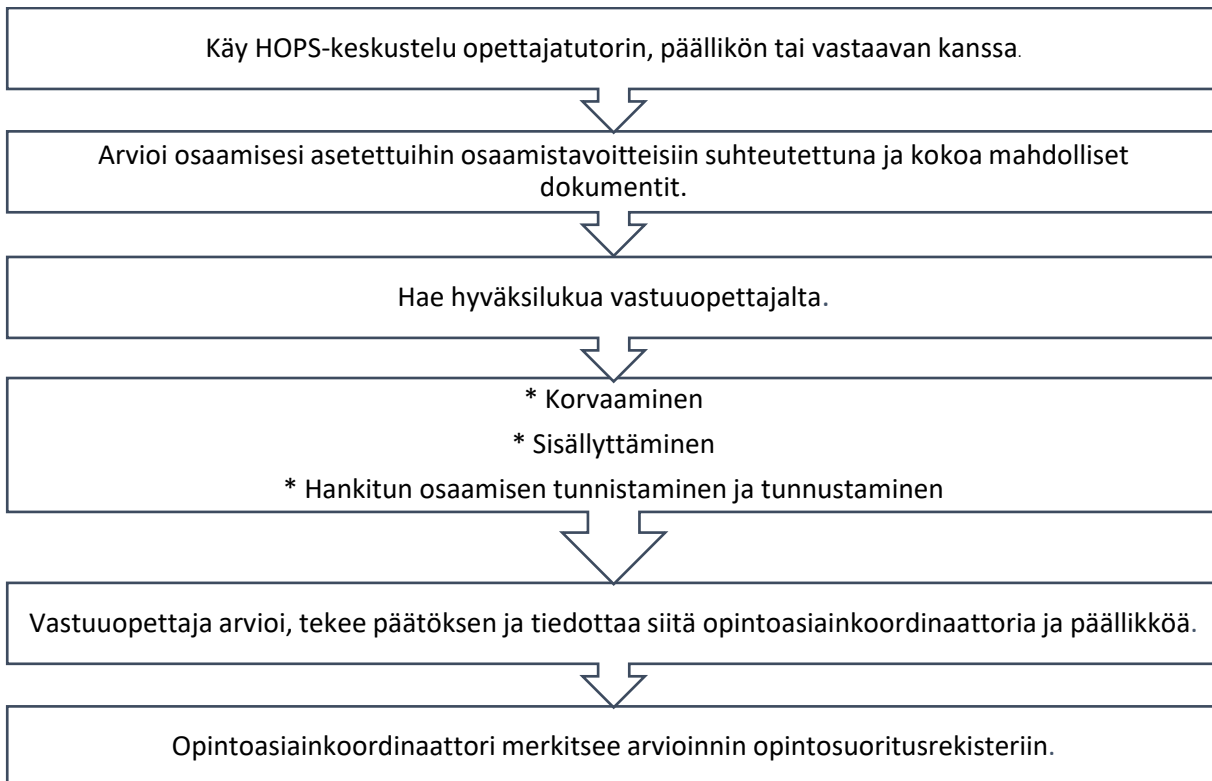 Käy HOPS-keskustelu opettajatutorin, päällikön tai vastaavan kanssa.
Arvioi osaamisesi asetettuihin osaamistavoitteisiin suhteutettuna ja kokoa mahdolliset
dokumentit.
Hae hyväksilukua vastuuopettajalta.
* Korvaaminen
* Sisällyttäminen
* Hankitun osaamisen tunnistaminen ja tunnustaminen
Vastuuopettaja arvioi, tekee päätöksen ja tiedottaa siitä opintoasiainkoordinaattoria ja päällikköä.
Opintoasiainkoordinaattori merkitsee arvioinnin opintosuoritusrekisteriin.